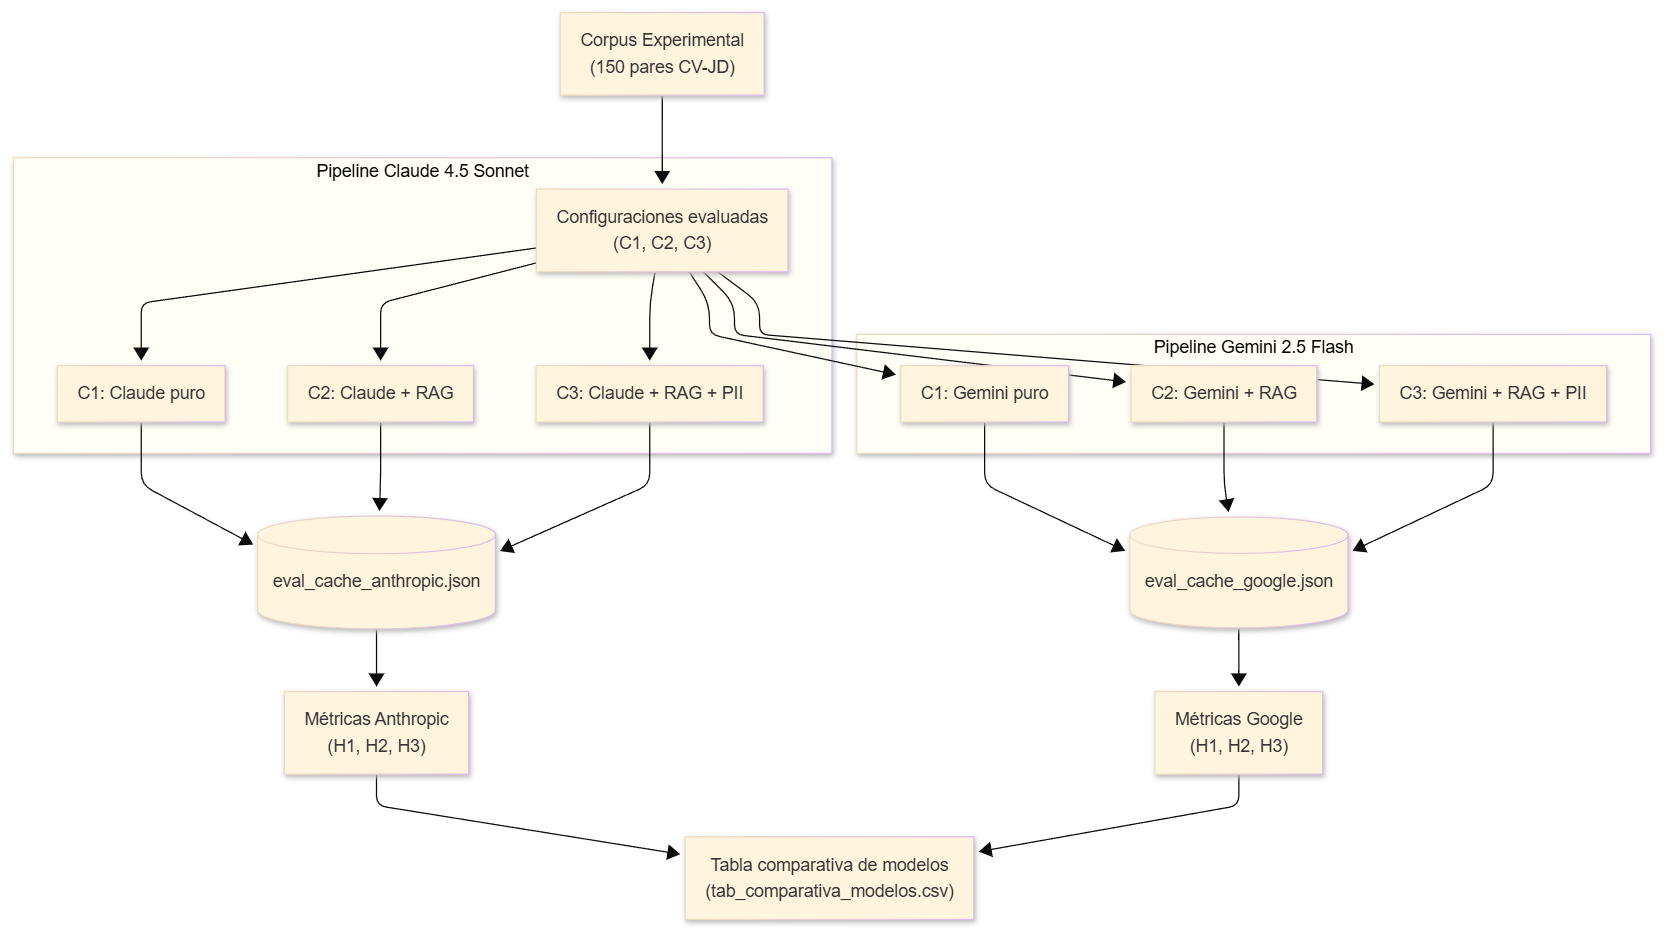 Corpus Experimental
(150 pares CV-JD)
Pipeline Claude 4.5 Sonnet
Configuraciones evaluadas
(C1, C2, C3)
Pipeline Gemini 2.5 Flash
C1: Claude puro
C2: Claude + RAG
C3: Claude + RAG + PII
C1: Gemini puro
C2: Gemini + RAG
C3: Gemini + RAG + PII
eval_cache_anthropic.json
eval_cache_google.json
Métricas Anthropic
(H1, H2, H3)
Métricas Google
(H1, H2, H3)
Tabla comparativa de modelos
(tab_comparativa_modelos.csv)